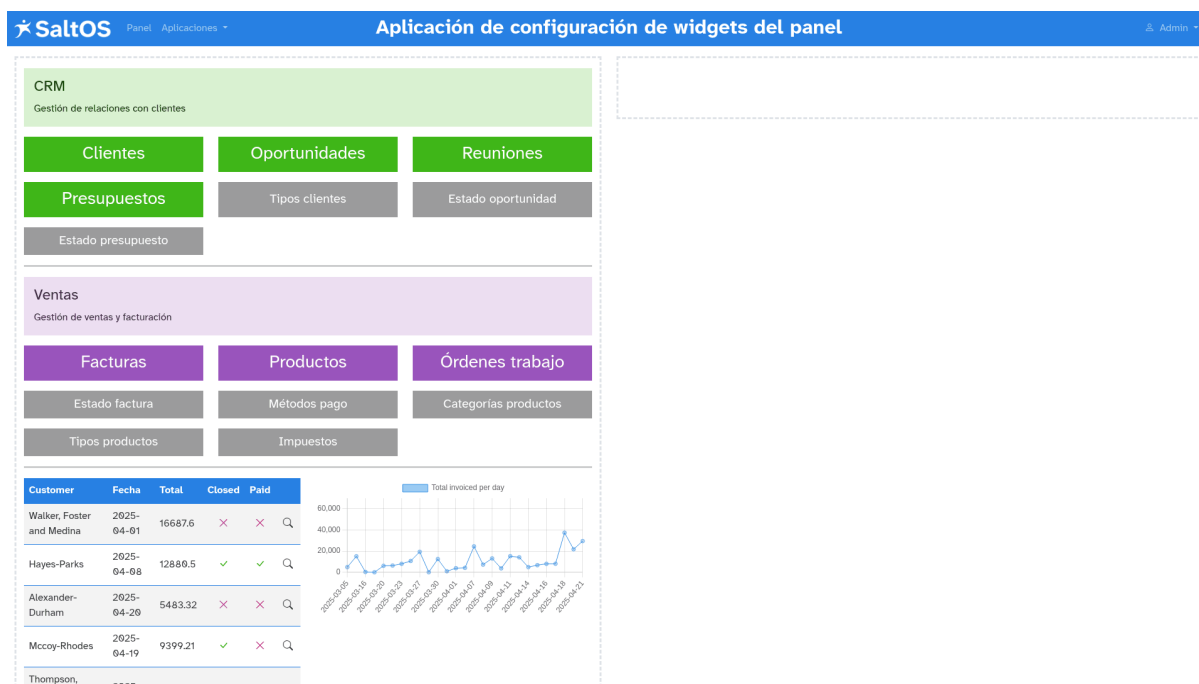 SaltOS Panel Aplicaciones Aplicación de configuración de widgets del panel Admin
CRM
Gestión de relaciones con clientes
Clientes Oportunidades Reuniones
Presupuestos Tipos clientes Estado oportunidad
Estado presupuesto
Ventas
Gestión de ventas y facturación
Facturas Productos Órdenes trabajo
Estado factura Métodos pago Categorías productos
Tipos productos Impuestos
Customer Fecha Total Closed Paid
Walker, Foster
and Medina
2025-
04-01
16687.6
Hayes-Parks
2025-
04-08
12880.5
Alexander-
Durham
2025-
04-20
5483.32
Mccoy-Rhodes
2025-
04-19
9399.21
Thompson,
Total invoiced per day
60,000
40,000
20,000
0
2025-03-05
2025-03-16
2025-03-20
2025-03-23
2025-03-27
2025-03-30
2025-04-01
2025-04-07
2025-04-09
2025-04-11
2025-04-14
2025-04-16
2025-04-18
2025-04-21